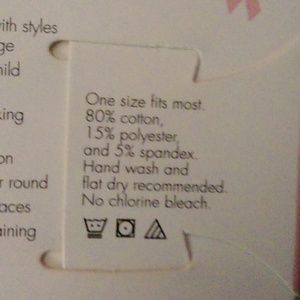 with styles
ge
hild
king
on
r round
aces
aining
One size fits most.
80% cotton,
15% polyester,
and 5% spandex.
Hand wash and
flat dry recommended.
No chlorine bleach.